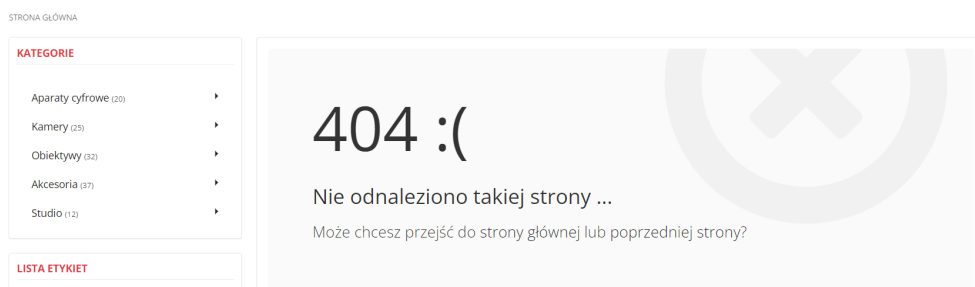 STRONA GŁÓWNA
KATEGORIE
Aparaty cyfrowe (20)
Kamery (25)
Obiektywy (32)
Akcesoria (37)
Studio (12)
LISTA ETYKIET
404 :(
Nie odnaleziono takiej strony ...
Może chcesz przejść do strony głównej lub poprzedniej strony?